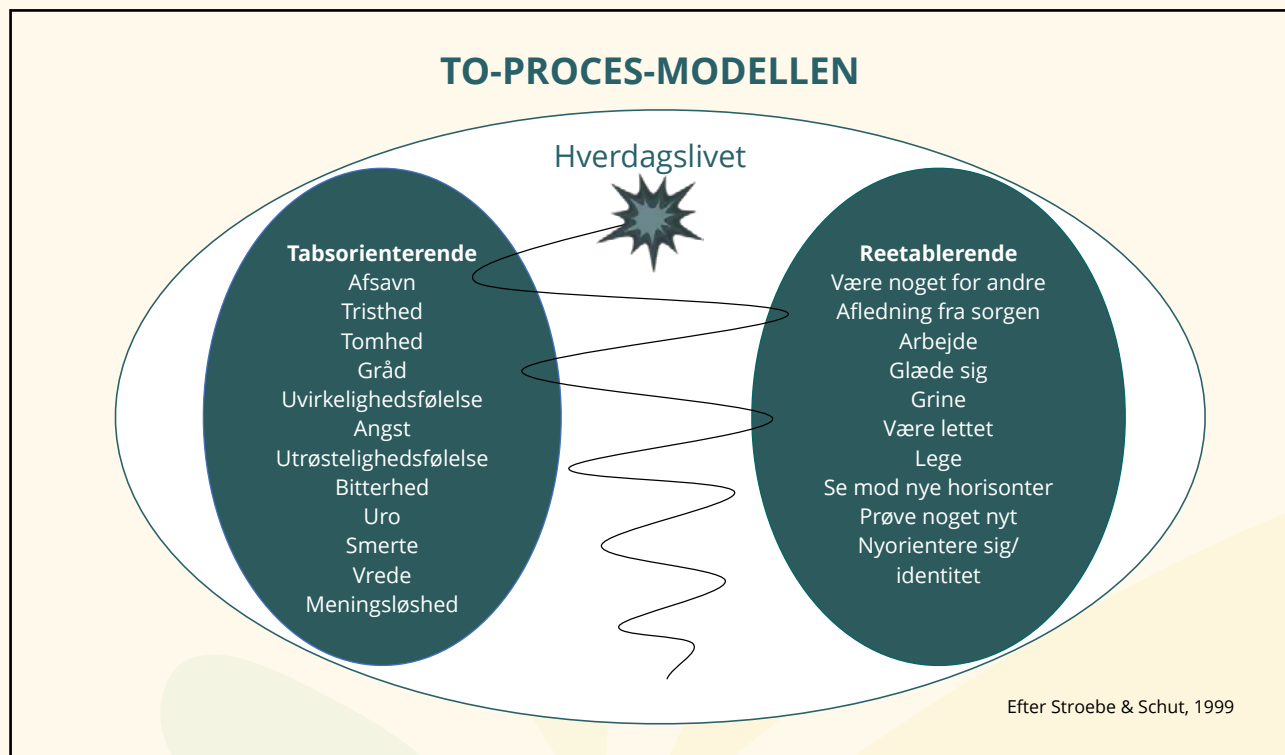 TO-PROCES-MODELLEN
Hverdagslivet
Tabsorienterende
Afsavn
Tristhed
Tomhed
Gråd
Uvirkelighedsfølelse
Angst
Utrøstelighedsfølelse
Bitterhed
Uro
Smerte
Vrede
Meningsløshed
Reetablerende
Være noget for andre
Afledning fra sorgen
Arbejde
Glæde sig
Grine
Være lettet
Lege
Se mod nye horisonter
Prøve noget nyt
Nyorientere sig/
identitet
Efter Stroebe & Schut, 1999